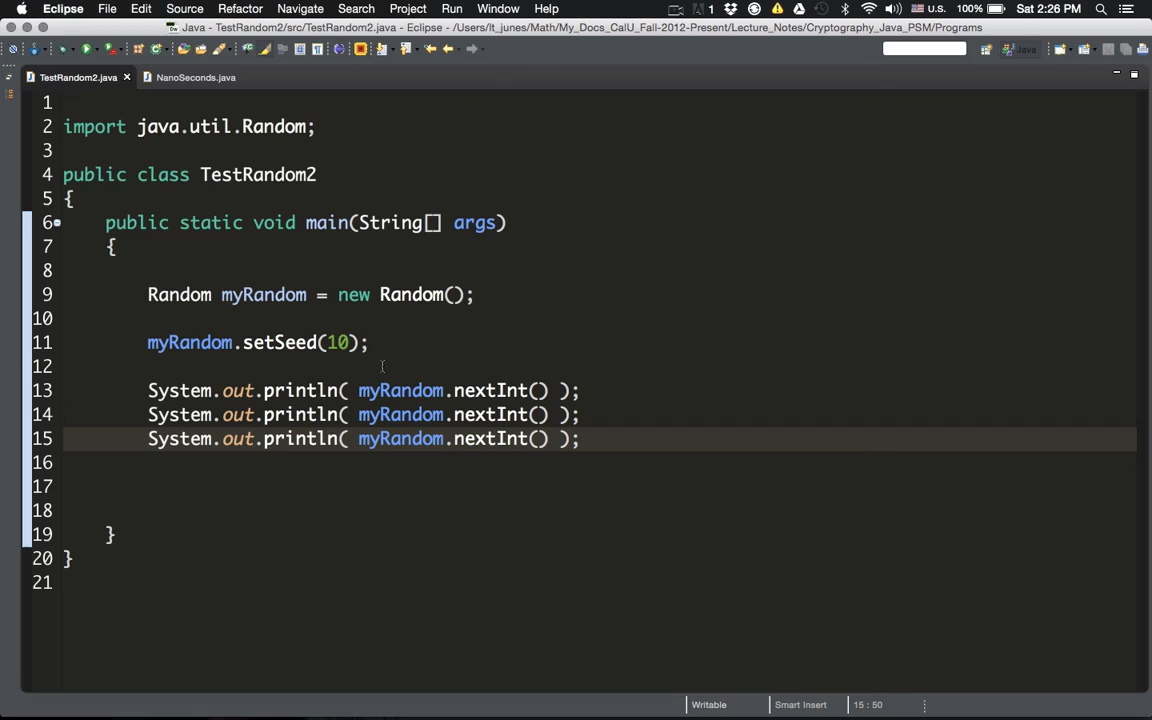 Eclipse File Edit Source Refactor Navigate Search Project Run Window Help 1 U.S. 100% Sat 2:26 PM
Java - TestRandom2/src/TestRandom2.java - Eclipse - /Users/lt_junes/Math/My_Docs_CalU_Fall-2012-Present/Lecture_Notes/Cryptography_Java_PSM/Programs
Java
TestRandom2.java NanoSeconds.java
1
2 import java.util.Random;
3
4 public class TestRandom2
5 {
6 public static void main(String[] args)
7 {
8
9 Random myRandom = new Random();
10
11 myRandom.setSeed(10);
12
13 System.out.println( myRandom.nextInt() );
14 System.out.println( myRandom.nextInt() );
15 System.out.println( myRandom.nextInt() );
16
17
18
19 }
20 }
21
Writable Smart Insert 15 : 50